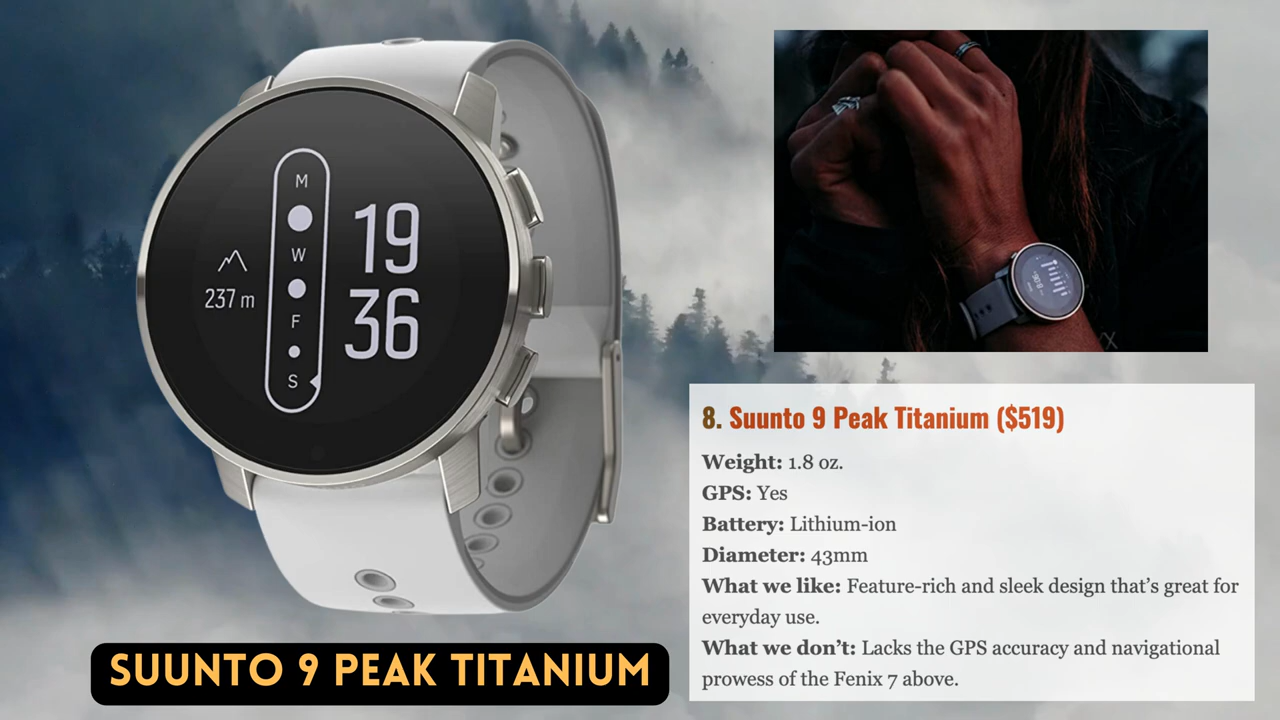 M
W
F
S
237 m
19
36
8. Suunto 9 Peak Titanium ($519)
Weight: 1.8 oz.
GPS: Yes
Battery: Lithium-ion
Diameter: 43mm
What we like: Feature-rich and sleek design that’s great for
everyday use.
What we don’t: Lacks the GPS accuracy and navigational
prowess of the Fenix 7 above.
SUUNTO 9 PEAK TITANIUM